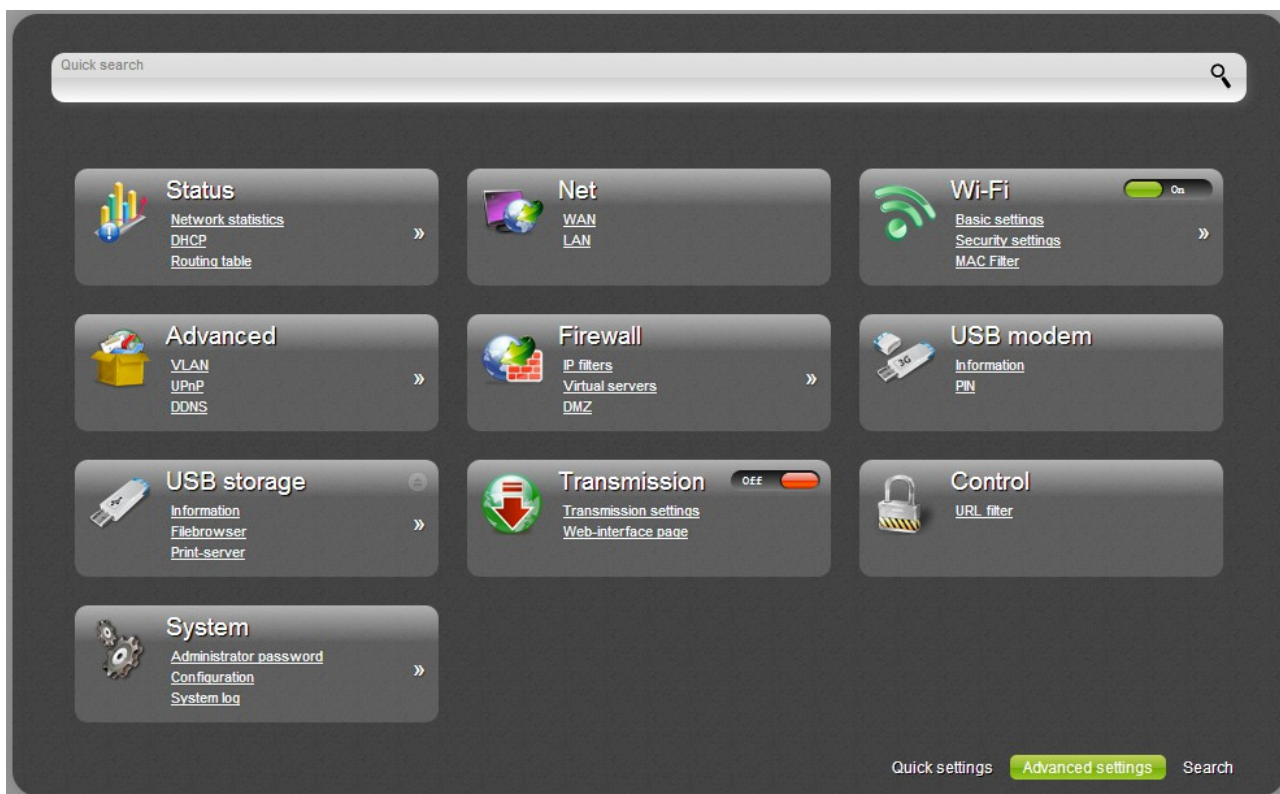 Quick search
Status
Network statistics
DHCP
Routing table
Net
WAN
LAN
Wi-Fi
On
Basic settings
Security settings
MAC Filter
Advanced
VLAN
UPnP
DDNS
Firewall
IP filters
Virtual servers
DMZ
USB modem
3G
Information
PIN
USB storage
Information
Filebrowser
Print-server
Transmission
Off
Transmission settings
Web-interface page
Control
URL filter
System
Administrator password
Configuration
System log
Quick settings
Advanced settings
Search